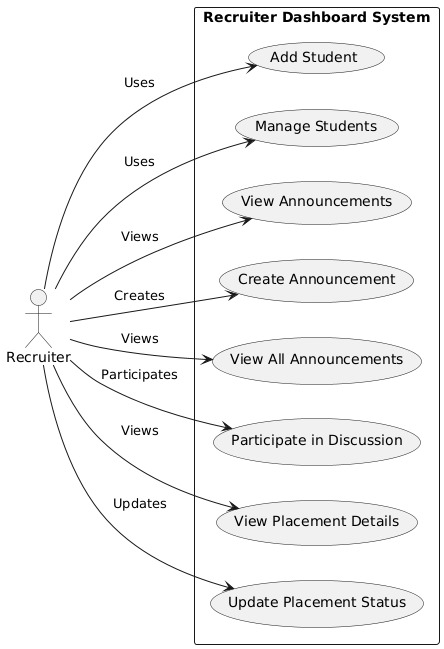 Recruiter Dashboard System
Add Student
Uses
Manage Students
Uses
View Announcements
Views
Create Announcement
Creates
View All Announcements
Views
Recruiter
Participates
Participate in Discussion
Views
View Placement Details
Updates
Update Placement Status